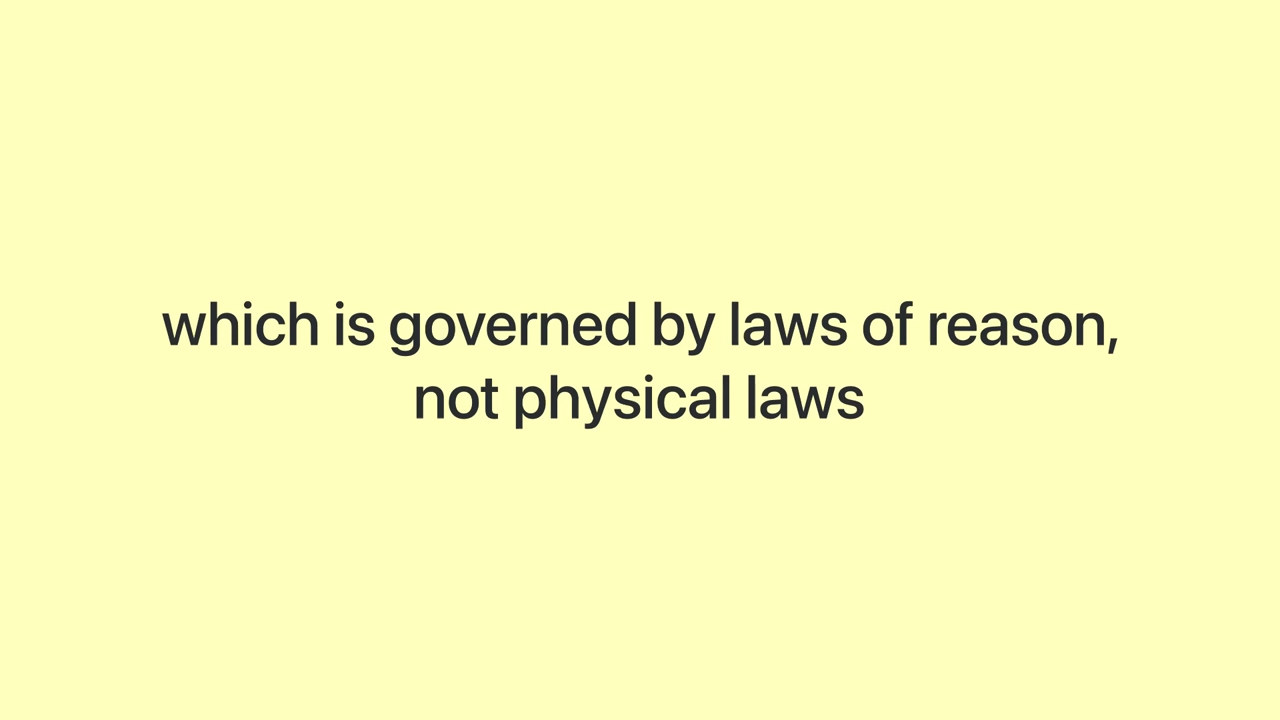 which is governed by laws of reason,
not physical laws